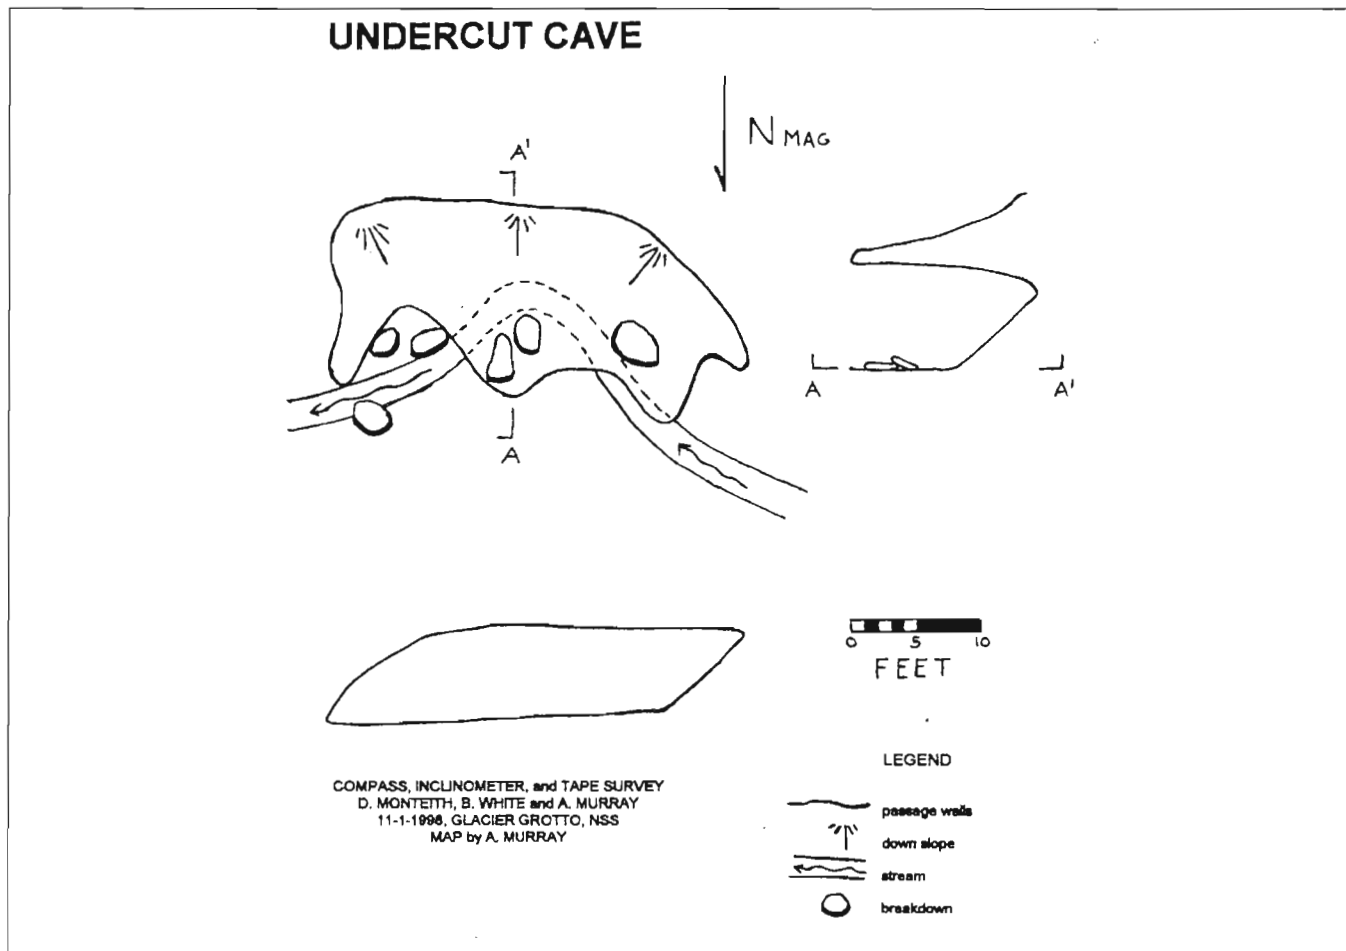 UNDERCUT CAVE
N MAG
A'
A
A
A'
0 5 10
FEET
LEGEND
passage walls
down slope
stream
breakdown
COMPASS, INCLINOMETER, and TAPE SURVEY
D. MONTEITH, B. WHITE and A. MURRAY
11-1-1998, GLACIER GROTTO, NSS
MAP by A. MURRAY